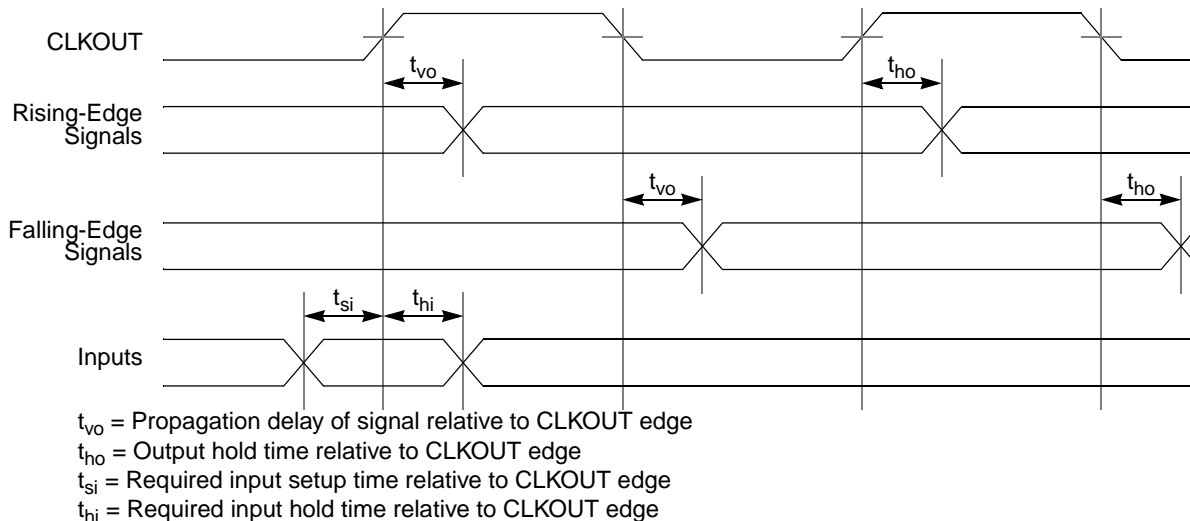 CLKOUT
t_vo
t_ho
Rising-Edge
Signals
t_vo
t_ho
Falling-Edge
Signals
t_si
t_hi
Inputs
t_vo = Propagation delay of signal relative to CLKOUT edge
t_ho = Output hold time relative to CLKOUT edge
t_si = Required input setup time relative to CLKOUT edge
t_hi = Required input hold time relative to CLKOUT edge